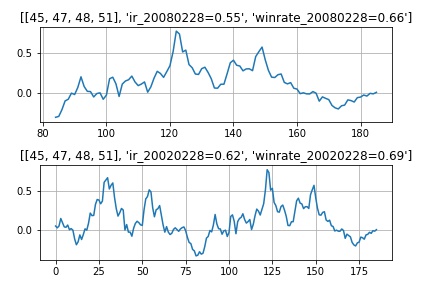 [[45, 47, 48, 51], 'ir_20080228=0.55', 'winrate_20080228=0.66']
0.5
0.0
80 100 120 140 160 180
[[45, 47, 48, 51], 'ir_20020228=0.62', 'winrate_20020228=0.69']
0.5
0.0
0 25 50 75 100 125 150 175